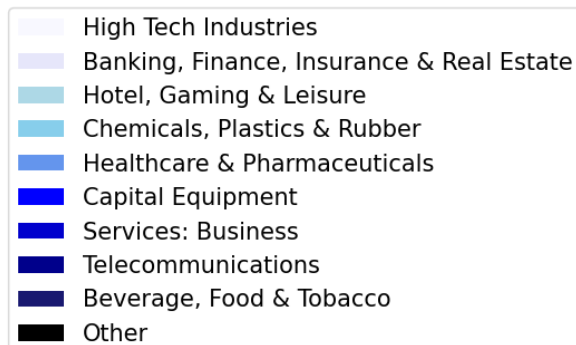 High Tech Industries
Banking, Finance, Insurance & Real Estate
Hotel, Gaming & Leisure
Chemicals, Plastics & Rubber
Healthcare & Pharmaceuticals
Capital Equipment
Services: Business
Telecommunications
Beverage, Food & Tobacco
Other